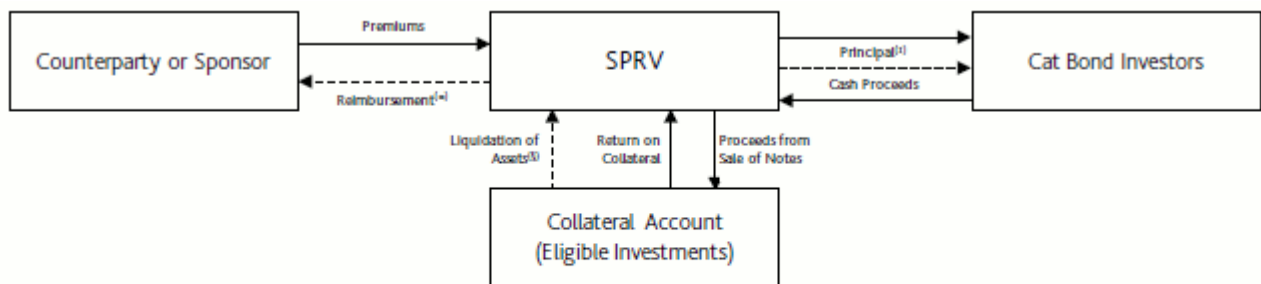 Premiums
Counterparty or Sponsor
SPRV
Principal[‡]
Cat Bond Investors
Reimbursement[*]
Cash Proceeds
Liquidation of
Assets[§]
Return on
Collateral
Proceeds from
Sale of Notes
Collateral Account
(Eligible Investments)